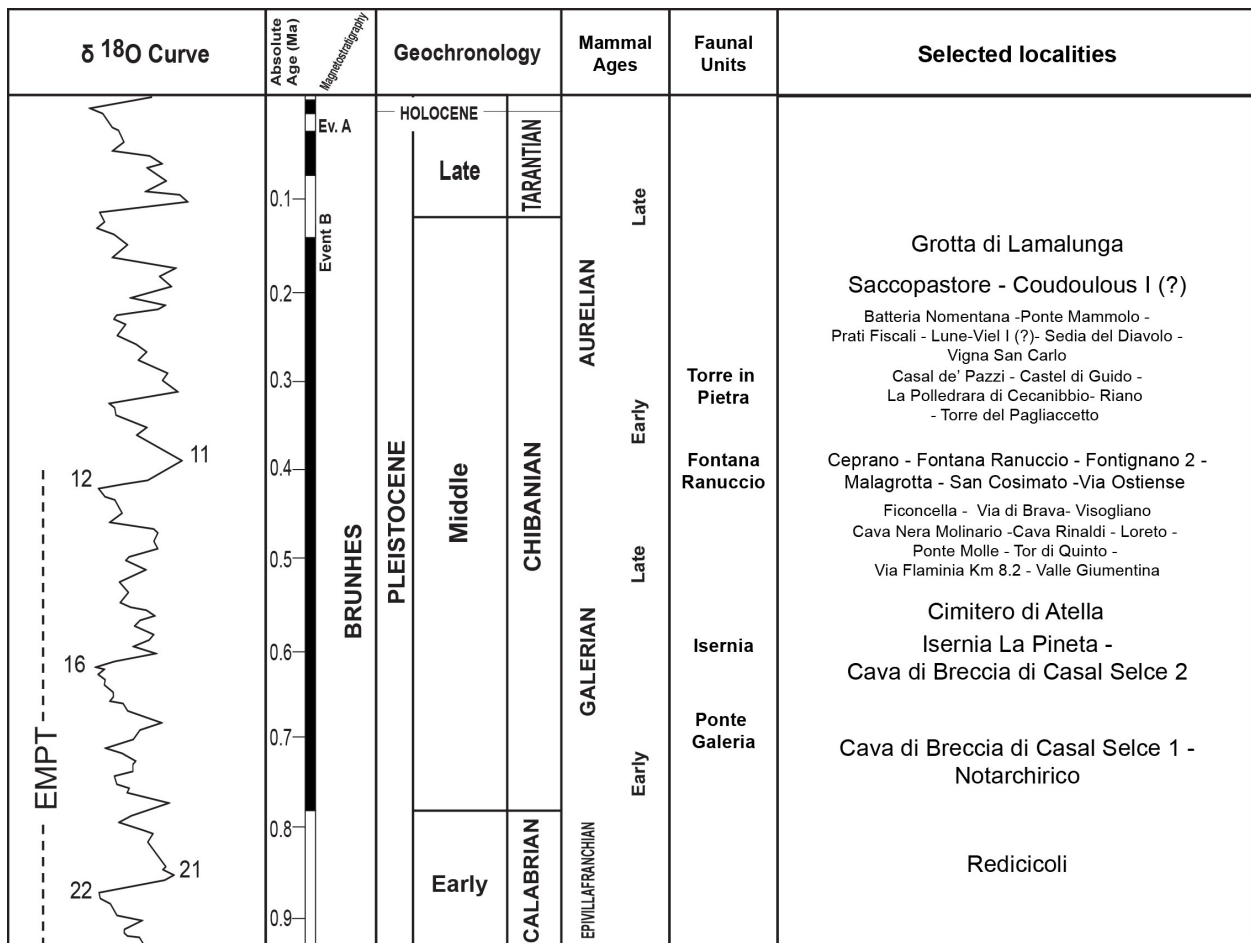 δ 18O Curve
Absolute
Age (Ma)
Magnetostratigraphy
Geochronology
Mammal
Ages
Faunal
Units
Selected localities
11
12
16
21
22
EMPT
0.1
0.2
0.3
0.4
0.5
0.6
0.7
0.8
0.9
Ev. A
Event B
BRUNHES
HOLOCENE
PLEISTOCENE
Late
Middle
Early
TARANTIAN
CHIBANIAN
CALABRIAN
AURELIAN
GALERIAN
EPIVILLAFRANCHIAN
Late
Early
Late
Early
Torre in
Pietra
Fontana
Ranuccio
Isernia
Ponte
Galeria
Grotta di Lamalunga
Saccopastore - Coudoulous I (?)
Batteria Nomentana -Ponte Mammolo -
Prati Fiscali - Lune-Viel I (?)- Sedia del Diavolo -
Vigna San Carlo
Casal de' Pazzi - Castel di Guido -
La Polledrara di Cecanibbio- Riano
- Torre del Pagliaccetto
Ceprano - Fontana Ranuccio - Fontignano 2 -
Malagrotta - San Cosimato -Via Ostiense
Ficoncella - Via di Brava- Visogliano
Cava Nera Molinario -Cava Rinaldi - Loreto -
Ponte Molle - Tor di Quinto -
Via Flaminia Km 8.2 - Valle Giumentina
Cimitero di Atella
Isernia La Pineta -
Cava di Breccia di Casal Selce 2
Cava di Breccia di Casal Selce 1 -
Notarchirico
Redicicoli